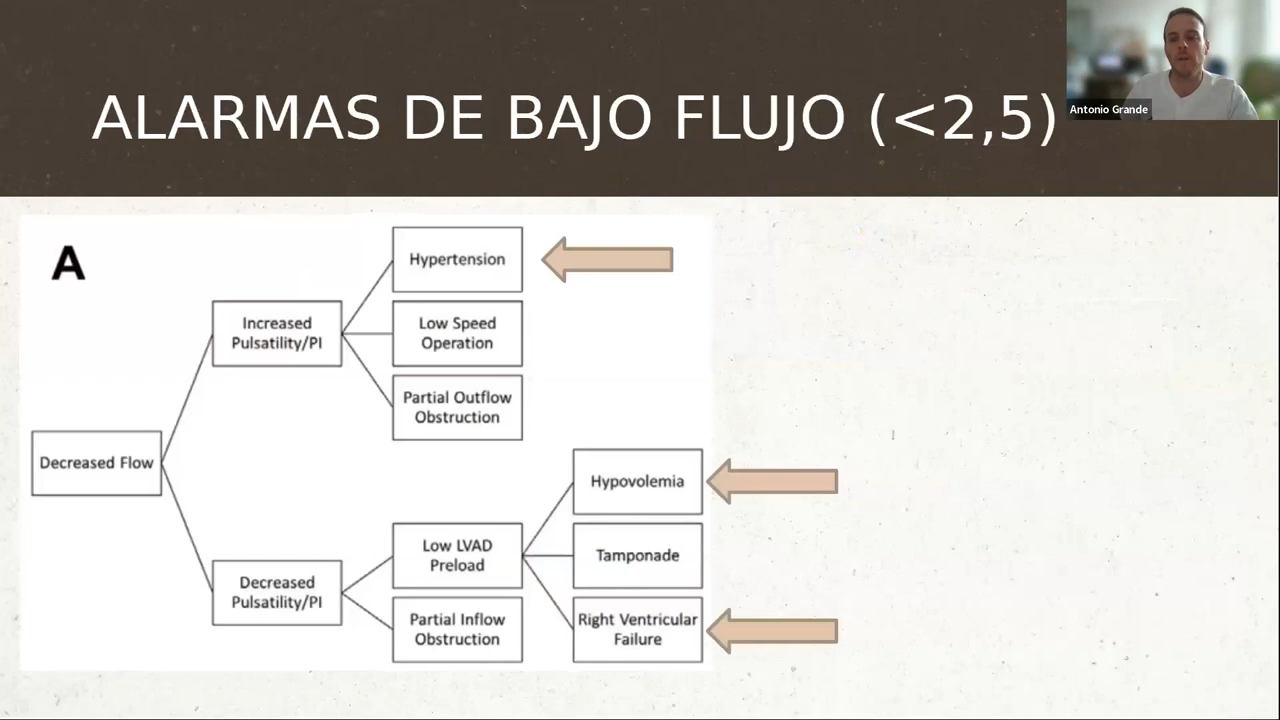 ALARMAS DE BAJO FLUJO (<2,5)
Antonio Grande
A
Hypertension
Increased
Pulsatility/PI
Low Speed
Operation
Partial Outflow
Obstruction
Decreased Flow
Hypovolemia
Low LVAD
Preload
Tamponade
Decreased
Pulsatility/PI
Partial Inflow
Obstruction
Right Ventricular
Failure